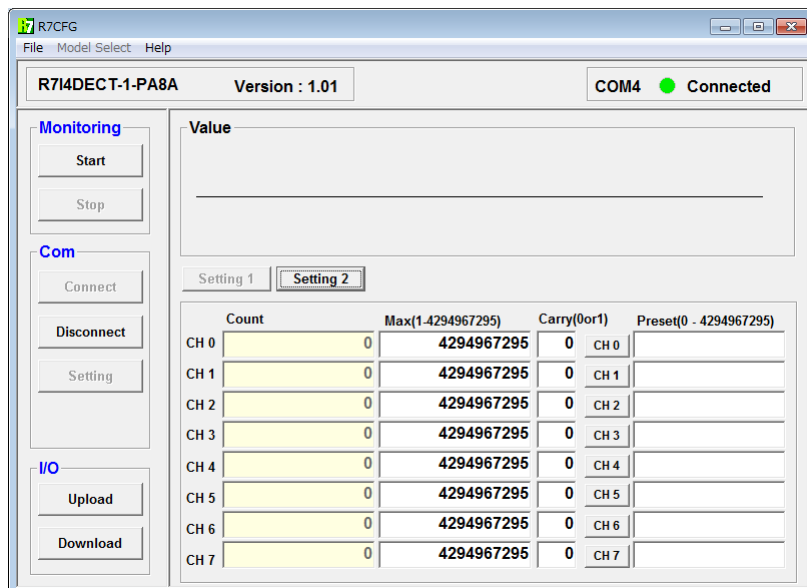 R7CFG
File Model Select Help
R7I4DECT-1-PA8A Version : 1.01 COM4 Connected
Monitoring
Start
Stop
Com
Connect
Disconnect
Setting
I/O
Upload
Download
Value
Setting 1 Setting 2
Count Max(1-4294967295) Carry(0or1) Preset(0 - 4294967295)
CH 0 0 4294967295 0 CH 0
CH 1 0 4294967295 0 CH 1
CH 2 0 4294967295 0 CH 2
CH 3 0 4294967295 0 CH 3
CH 4 0 4294967295 0 CH 4
CH 5 0 4294967295 0 CH 5
CH 6 0 4294967295 0 CH 6
CH 7 0 4294967295 0 CH 7